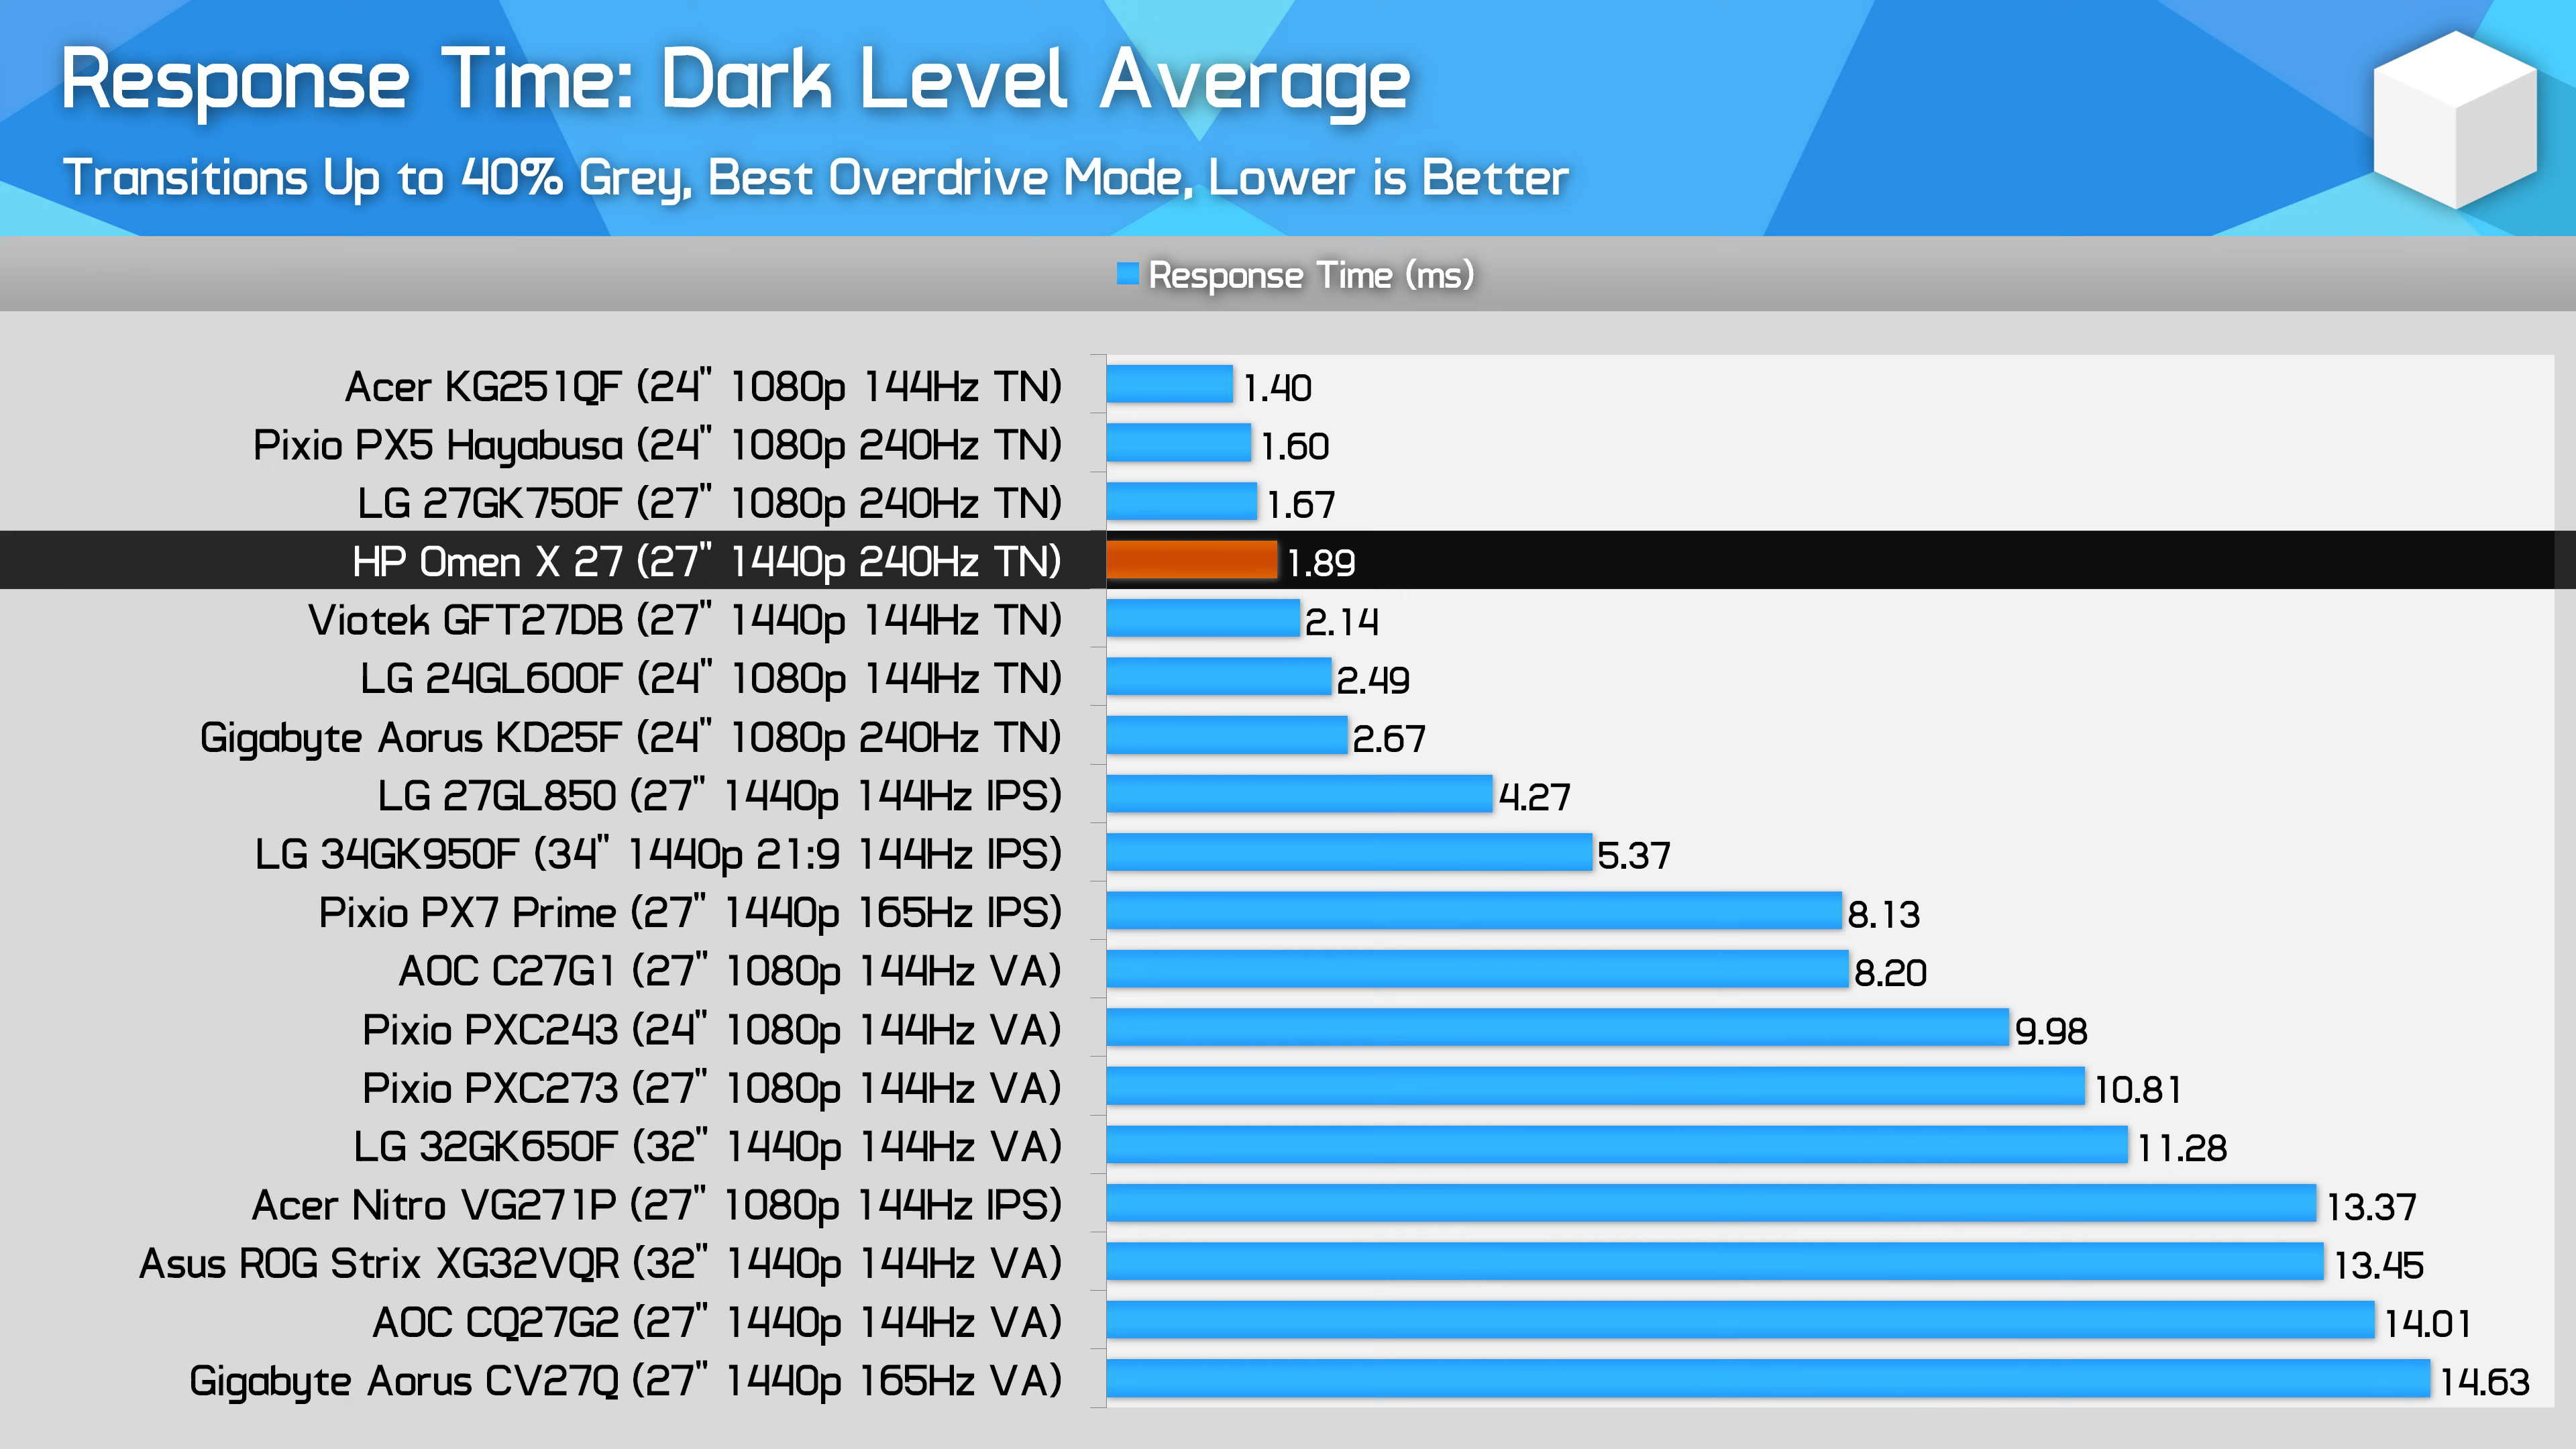 Response Time: Dark Level Average
Transitions Up to 40% Grey, Best Overdrive Mode, Lower is Better
Response Time (ms)
Acer KG251QF (24" 1080p 144Hz TN) 1.40
Pixio PX5 Hayabusa (24" 1080p 240Hz TN) 1.60
LG 27GK750F (27" 1080p 240Hz TN) 1.67
HP Omen X 27 (27" 1440p 240Hz TN) 1.89
Viotek GFT27DB (27" 1440p 144Hz TN) 2.14
LG 24GL600F (24" 1080p 144Hz TN) 2.49
Gigabyte Aorus KD25F (24" 1080p 240Hz TN) 2.67
LG 27GL850 (27" 1440p 144Hz IPS) 4.27
LG 34GK950F (34" 1440p 21:9 144Hz IPS) 5.37
Pixio PX7 Prime (27" 1440p 165Hz IPS) 8.13
AOC C27G1 (27" 1080p 144Hz VA) 8.20
Pixio PXC243 (24" 1080p 144Hz VA) 9.98
Pixio PXC273 (27" 1080p 144Hz VA) 10.81
LG 32GK650F (32" 1440p 144Hz VA) 11.28
Acer Nitro VG271P (27" 1080p 144Hz IPS) 13.37
Asus ROG Strix XG32VQR (32" 1440p 144Hz VA) 13.45
AOC CQ27G2 (27" 1440p 144Hz VA) 14.01
Gigabyte Aorus CV27Q (27" 1440p 165Hz VA) 14.63